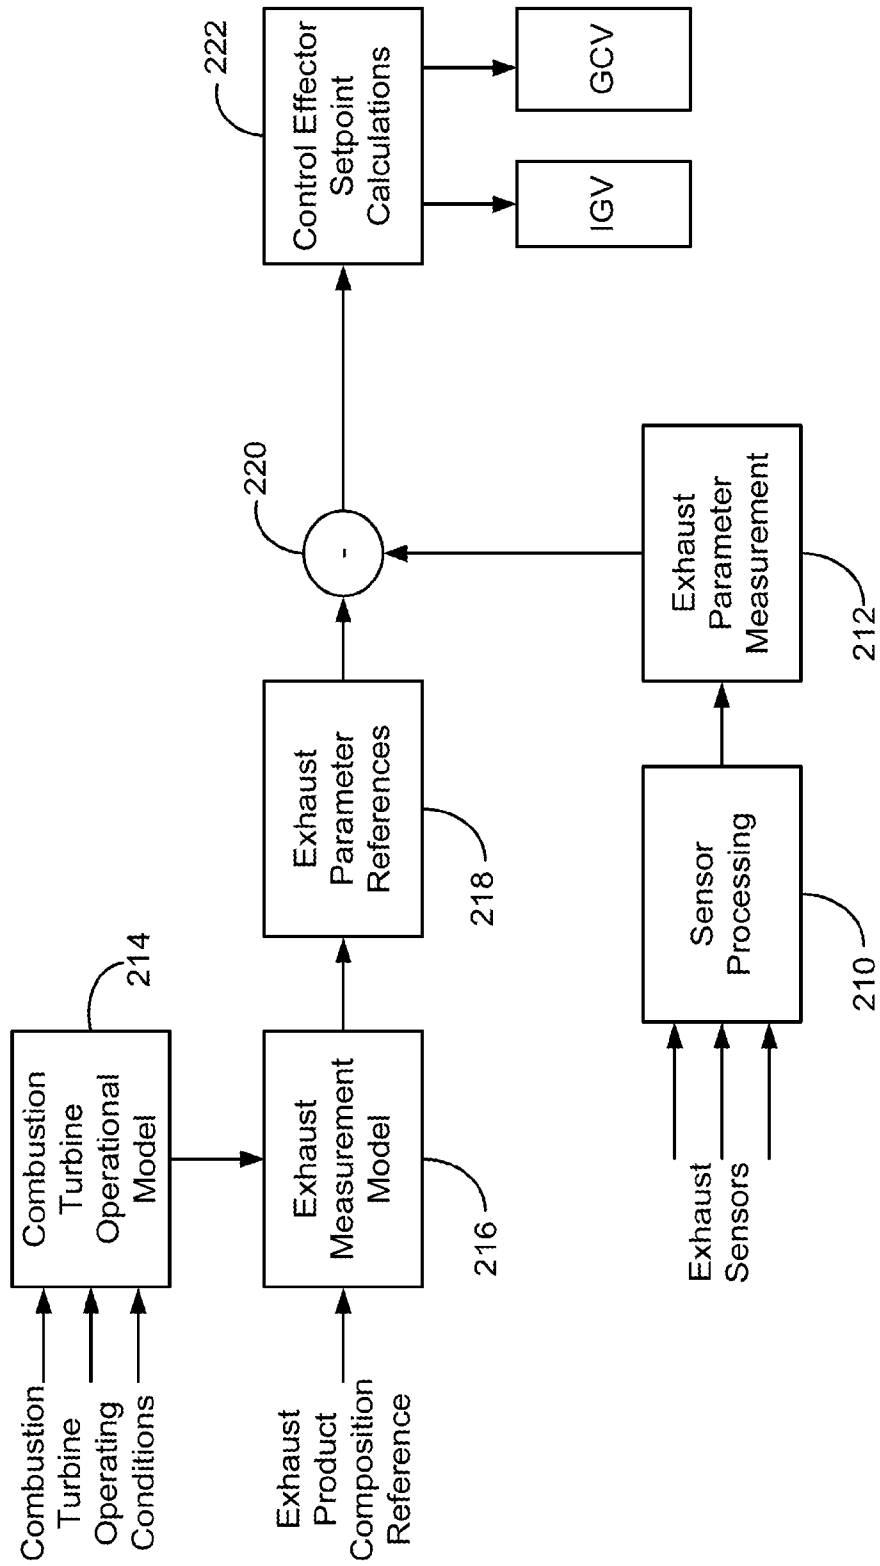 Combustion
Turbine
Operating
Conditions
Combustion
Turbine
Operational
Model
214
Exhaust
Product
Composition
Reference
Exhaust
Measurement
Model
216
Exhaust
Parameter
References
218
220
-
Control Effector
Setpoint
Calculations
222
IGV
GCV
Exhaust
Sensors
Sensor
Processing
210
Exhaust
Parameter
Measurement
212